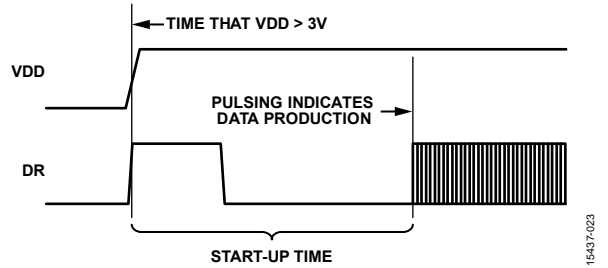 TIME THAT VDD > 3V
VDD
PULSING INDICATES
DATA PRODUCTION
DR
START-UP TIME
15437-023